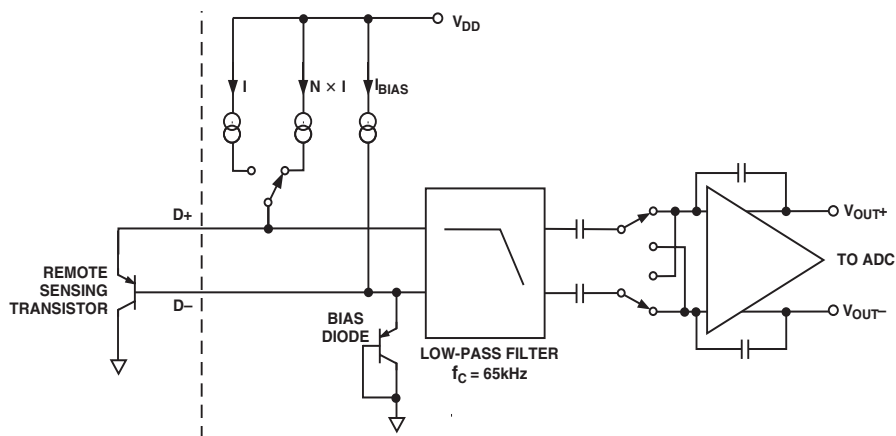 V_DD
I
N × I
I_BIAS
D+
REMOTE
SENSING
TRANSISTOR
D–
BIAS
DIODE
LOW-PASS FILTER
f_C = 65kHz
V_OUT+
TO ADC
V_OUT–